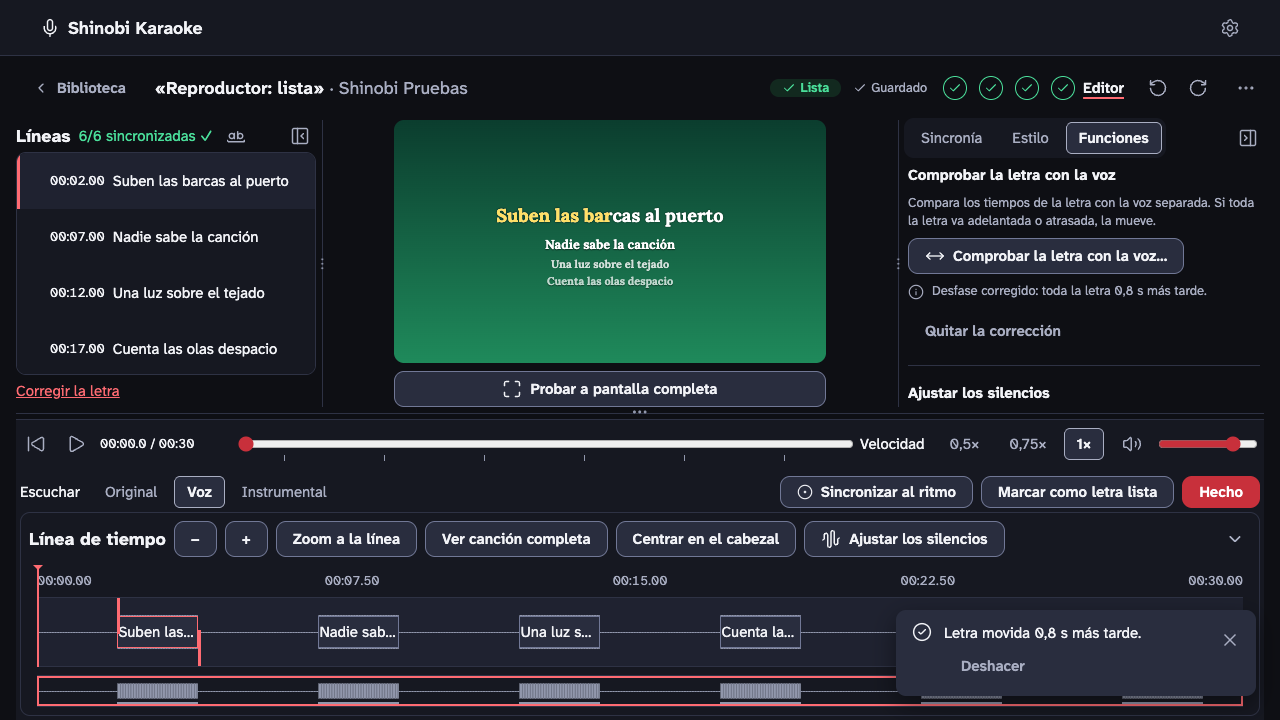 Shinobi Karaoke
Biblioteca
«Reproductor: lista» · Shinobi Pruebas
Lista
Guardado
Editor
Líneas 6/6 sincronizadas
ab
00:02.00 Suben las barcas al puerto
00:07.00 Nadie sabe la canción
00:12.00 Una luz sobre el tejado
00:17.00 Cuenta las olas despacio
Corregir la letra
Suben las barcas al puerto
Nadie sabe la canción
Una luz sobre el tejado
Cuenta las olas despacio
Probar a pantalla completa
Sincronía
Estilo
Funciones
Comprobar la letra con la voz
Compara los tiempos de la letra con la voz separada. Si toda
la letra va adelantada o atrasada, la mueve.
Comprobar la letra con la voz...
Desfase corregido: toda la letra 0,8 s más tarde.
Quitar la corrección
Ajustar los silencios
00:00.0 / 00:30
Velocidad
0,5×
0,75×
1×
Escuchar
Original
Voz
Instrumental
Sincronizar al ritmo
Marcar como letra lista
Hecho
Línea de tiempo
−
+
Zoom a la línea
Ver canción completa
Centrar en el cabezal
Ajustar los silencios
00:00.00
00:07.50
00:15.00
00:22.50
00:30.00
Suben las...
Nadie sab...
Una luz s...
Cuenta la...
Letra movida 0,8 s más tarde.
Deshacer